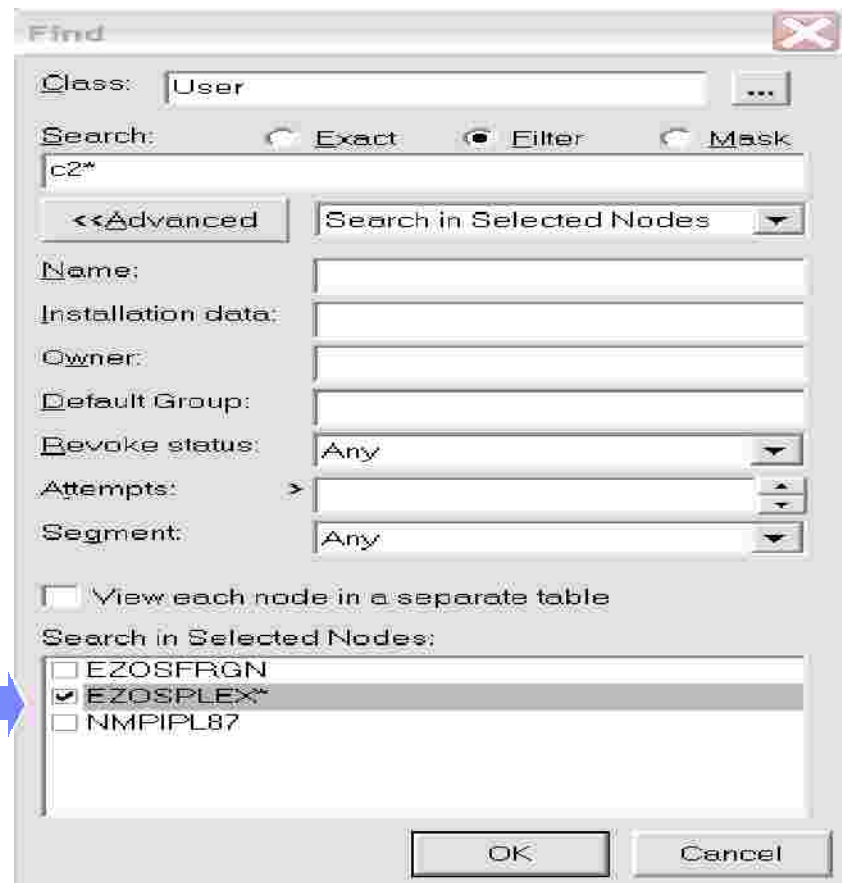 Find
Class: User ...
Search: Exact Filter Mask
c2*
<<Advanced Search in Selected Nodes
Name:
Installation data:
Owner:
Default Group:
Revoke status: Any
Attempts: >
Segment: Any
View each node in a separate table
Search in Selected Nodes:
EZOSFRGN
EZOSPLEX*
NMPIPL87
OK Cancel